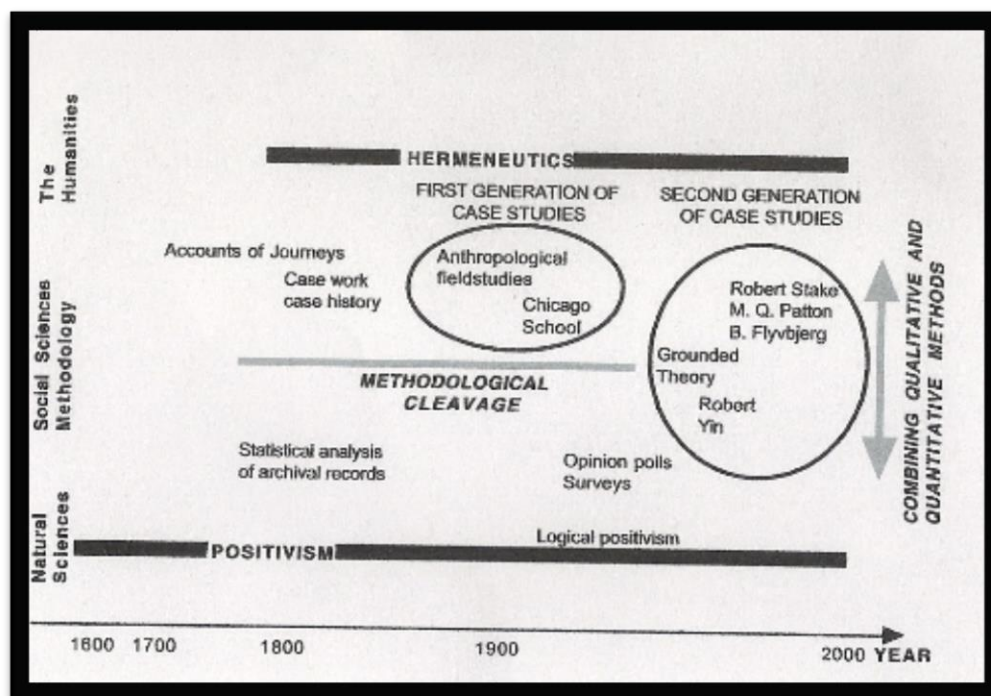 The
Humanities
HERMENEUTICS
FIRST GENERATION OF
CASE STUDIES
SECOND GENERATION
OF CASE STUDIES
Accounts of Journeys
Case work
case history
Anthropological
fieldstudies
Chicago
School
Robert Stake
M. Q. Patton
B. Flyvbjerg
Grounded
Theory
Robert
Yin
Social Sciences
Methodology
METHODOLOGICAL
CLEAVAGE
COMBINING QUALITATIVE AND
QUANTITATIVE METHODS
Statistical analysis
of archival records
Opinion polls
Surveys
Natural
Sciences
Logical positivism
POSITIVISM
1600 1700 1800 1900 2000 YEAR